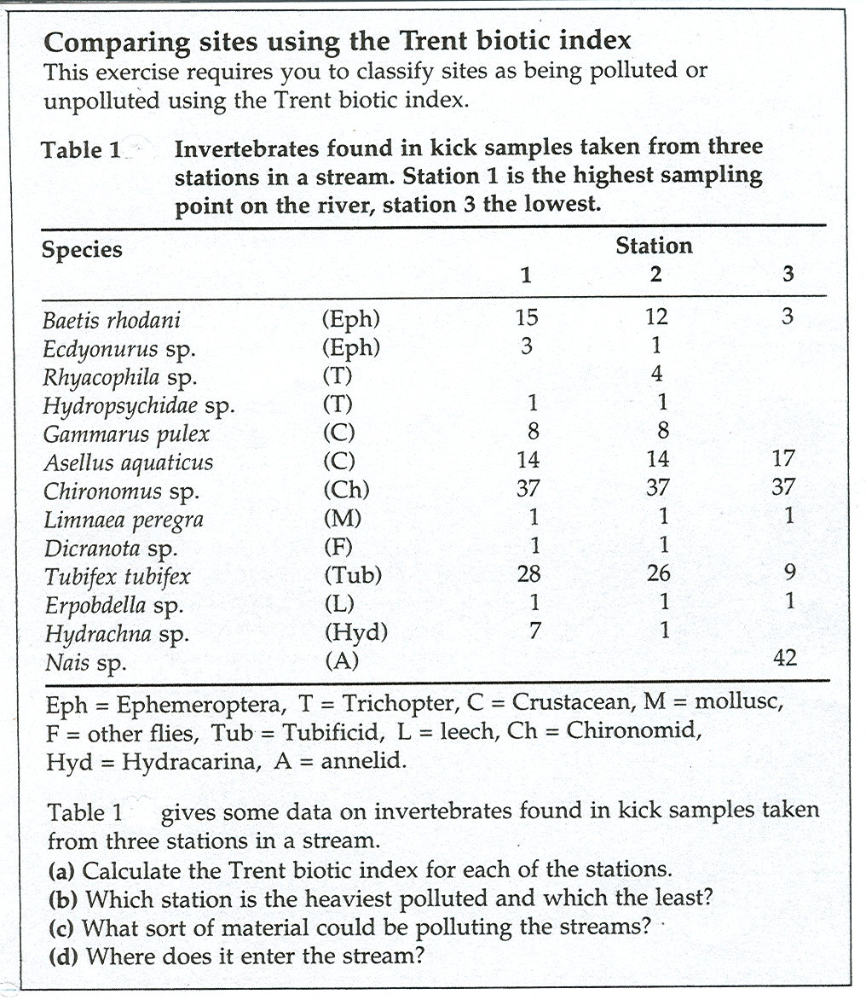 Comparing sites using the Trent biotic index
This exercise requires you to classify sites as being polluted or
unpolluted using the Trent biotic index.
Table 1 Invertebrates found in kick samples taken from three
stations in a stream. Station 1 is the highest sampling
point on the river, station 3 the lowest.
Species Station
1 2 3
Baetis rhodani (Eph) 15 12 3
Ecdyonurus sp. (Eph) 3 1
Rhyacophila sp. (T) 4
Hydropsychidae sp. (T) 1 1
Gammarus pulex (C) 8 8
Asellus aquaticus (C) 14 14 17
Chironomus sp. (Ch) 37 37 37
Limnaea peregra (M) 1 1 1
Dicranota sp. (F) 1 1
Tubifex tubifex (Tub) 28 26 9
Erpobdella sp. (L) 1 1 1
Hydrachna sp. (Hyd) 7 1
Nais sp. (A) 42
Eph = Ephemeroptera, T = Trichopter, C = Crustacean, M = mollusc,
F = other flies, Tub = Tubificid, L = leech, Ch = Chironomid,
Hyd = Hydracarina, A = annelid.
Table 1 gives some data on invertebrates found in kick samples taken
from three stations in a stream.
(a) Calculate the Trent biotic index for each of the stations.
(b) Which station is the heaviest polluted and which the least?
(c) What sort of material could be polluting the streams?
(d) Where does it enter the stream?